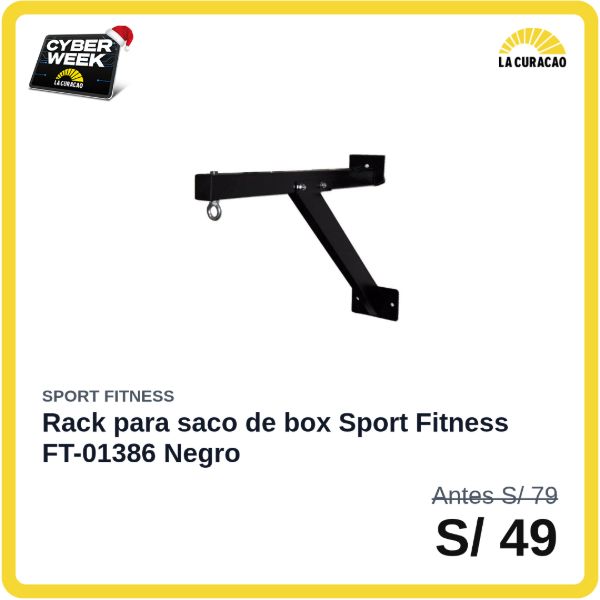 CYBER
WEEK
LA CURACAO
LA CURACAO
SPORT FITNESS
Rack para saco de box Sport Fitness
FT-01386 Negro
Antes S/ 79
S/ 49